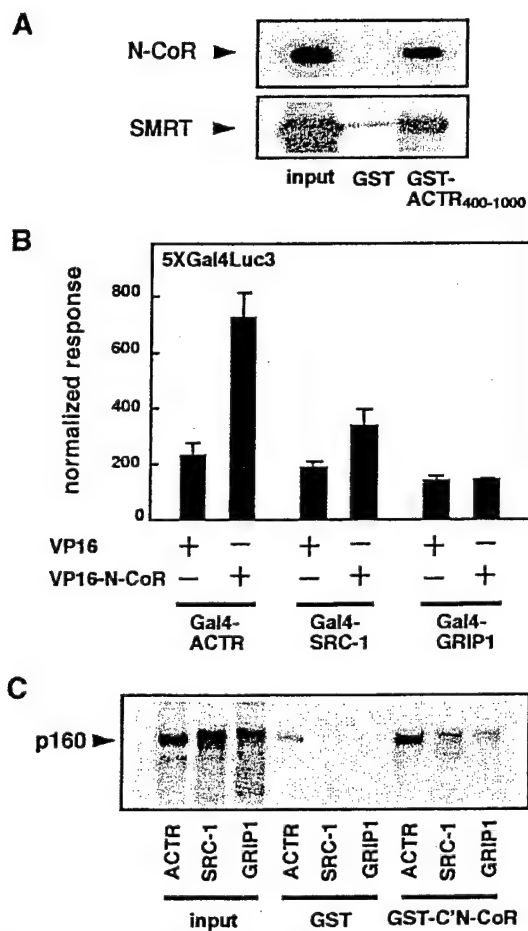 A
N-CoR
SMRT
input GST GST-
ACTR400-1000
B
5XGal4Luc3
normalized response
800
600
400
200
0
VP16 + – + – + –
VP16-N-CoR – + – + – +
Gal4- Gal4- Gal4-
ACTR SRC-1 GRIP1
C
p160
ACTR SRC-1 GRIP1 ACTR SRC-1 GRIP1 ACTR SRC-1 GRIP1
input GST GST-C'N-CoR